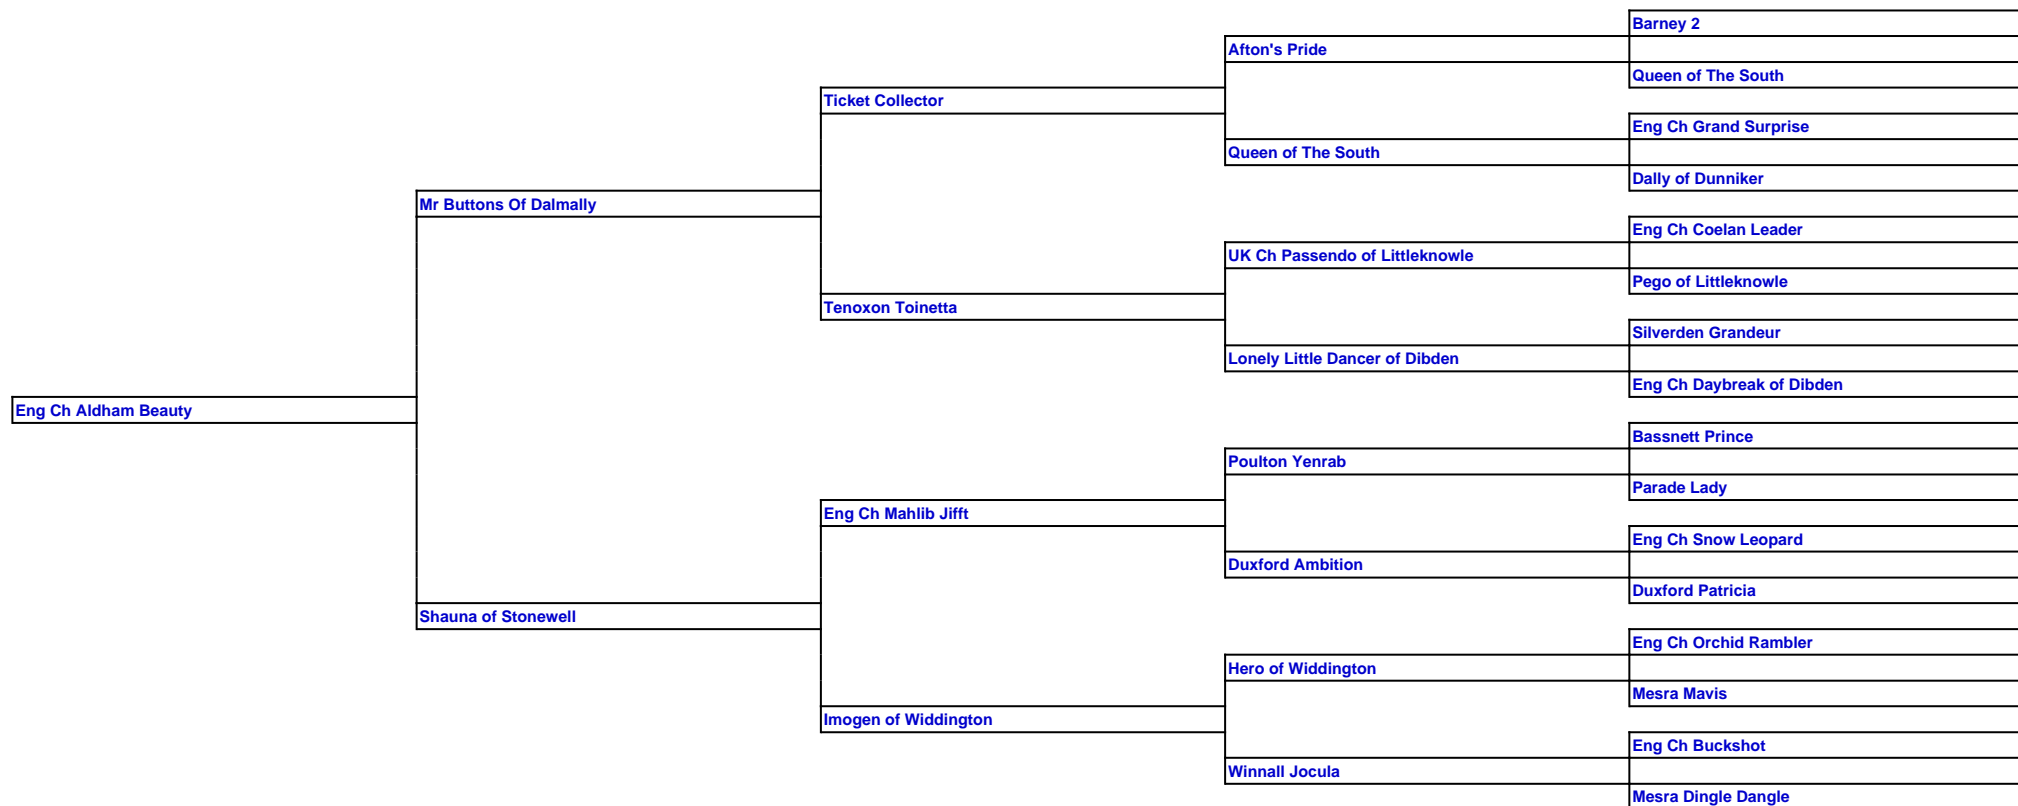 Barney 2
Afton's Pride
Queen of The South
Ticket Collector
Eng Ch Grand Surprise
Queen of The South
Dally of Dunniker
Mr Buttons Of Dalmally
Eng Ch Coelan Leader
UK Ch Passendo of Littleknowle
Pego of Littleknowle
Tenoxon Toinetta
Silverden Grandeur
Lonely Little Dancer of Dibden
Eng Ch Daybreak of Dibden
Eng Ch Aldham Beauty
Bassnett Prince
Poulton Yenrab
Parade Lady
Eng Ch Mahlib Jifft
Eng Ch Snow Leopard
Duxford Ambition
Duxford Patricia
Shauna of Stonewell
Eng Ch Orchid Rambler
Hero of Widdington
Mesra Mavis
Imogen of Widdington
Eng Ch Buckshot
Winnall Jocula
Mesra Dingle Dangle